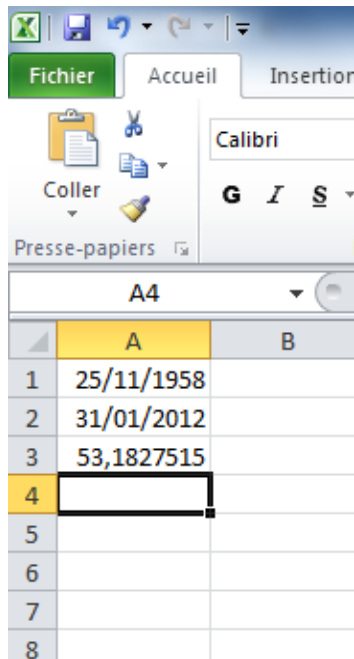 Fichier Accueil Insertion
Calibri
Coller
G I S
Presse-papiers
A4
A B
1 25/11/1958
2 31/01/2012
3 53,1827515
4
5
6
7
8